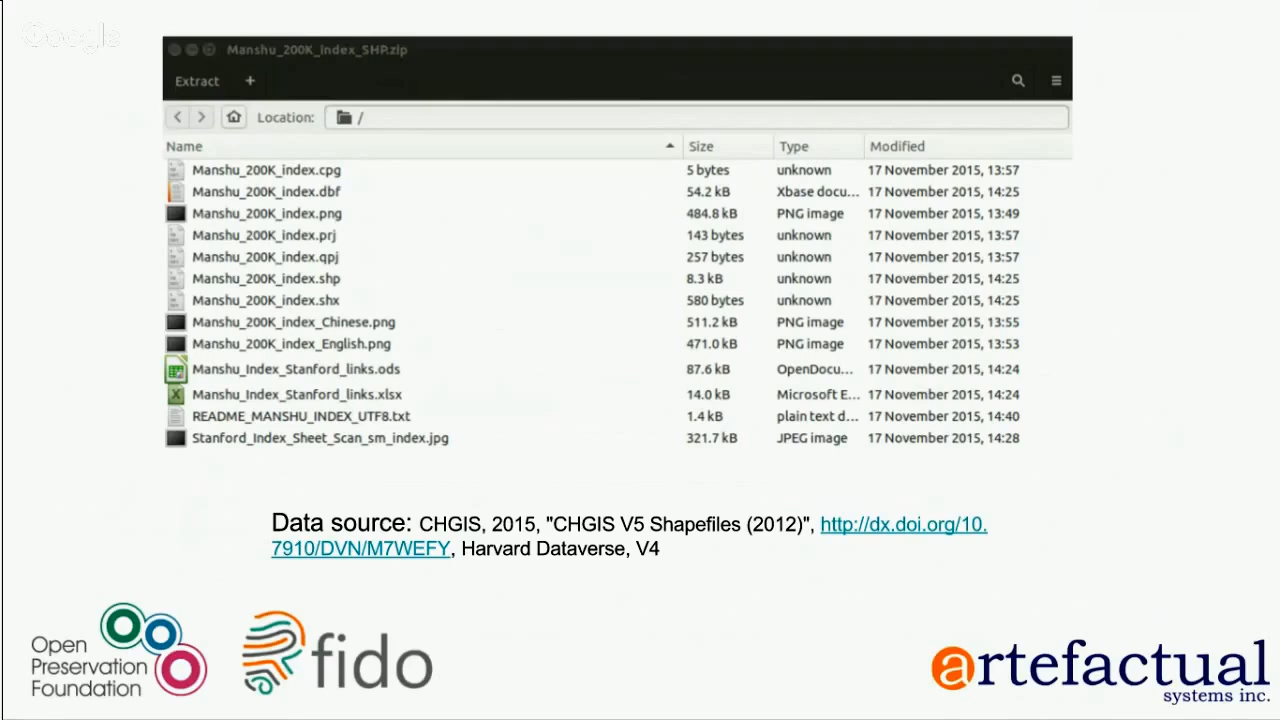 Google
Manshu_200K_index_SHP.zip
Extract +
Location: /
Name Size Type Modified
Manshu_200K_index.cpg 5 bytes unknown 17 November 2015, 13:57
Manshu_200K_index.dbf 54.2 kB Xbase docu... 17 November 2015, 14:25
Manshu_200K_index.png 484.8 kB PNG image 17 November 2015, 13:49
Manshu_200K_index.prj 143 bytes unknown 17 November 2015, 13:57
Manshu_200K_index.qpj 257 bytes unknown 17 November 2015, 13:57
Manshu_200K_index.shp 8.3 kB unknown 17 November 2015, 14:25
Manshu_200K_index.shx 580 bytes unknown 17 November 2015, 14:25
Manshu_200K_index_Chinese.png 511.2 kB PNG image 17 November 2015, 13:55
Manshu_200K_index_English.png 471.0 kB PNG image 17 November 2015, 13:53
Manshu_Index_Stanford_links.ods 87.6 kB OpenDocu... 17 November 2015, 14:24
Manshu_Index_Stanford_links.xlsx 14.0 kB Microsoft E... 17 November 2015, 14:24
README_MANSHU_INDEX_UTF8.txt 1.4 kB plain text d... 17 November 2015, 14:40
Stanford_Index_Sheet_Scan_sm_index.jpg 321.7 kB JPEG image 17 November 2015, 14:28
Data source: CHGIS, 2015, "CHGIS V5 Shapefiles (2012)", http://dx.doi.org/10.
7910/DVN/M7WEFY, Harvard Dataverse, V4
Open
Preservation
Foundation
fido
artefactual
systems inc.